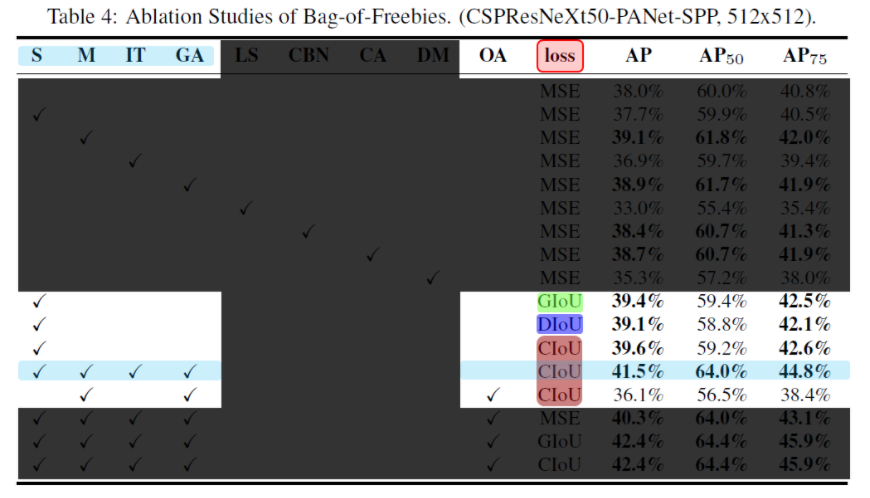 Table 4: Ablation Studies of Bag-of-Freebies. (CSPResNeXt50-PANet-SPP, 512x512).
S M IT GA LS CBN CA DM OA loss AP AP50 AP75
MSE 38.0% 60.0% 40.8%
✓ MSE 37.7% 59.9% 40.5%
✓ MSE 39.1% 61.8% 42.0%
✓ MSE 36.9% 59.7% 39.4%
✓ MSE 38.9% 61.7% 41.9%
✓ MSE 33.0% 55.4% 35.4%
✓ MSE 38.4% 60.7% 41.3%
✓ MSE 38.7% 60.7% 41.9%
✓ MSE 35.3% 57.2% 38.0%
✓ GIoU 39.4% 59.4% 42.5%
✓ DIoU 39.1% 58.8% 42.1%
✓ CIoU 39.6% 59.2% 42.6%
✓ ✓ ✓ ✓ CIoU 41.5% 64.0% 44.8%
✓ ✓ ✓ CIoU 36.1% 56.5% 38.4%
✓ ✓ ✓ ✓ ✓ MSE 40.3% 64.0% 43.1%
✓ ✓ ✓ ✓ ✓ GIoU 42.4% 64.4% 45.9%
✓ ✓ ✓ ✓ ✓ CIoU 42.4% 64.4% 45.9%